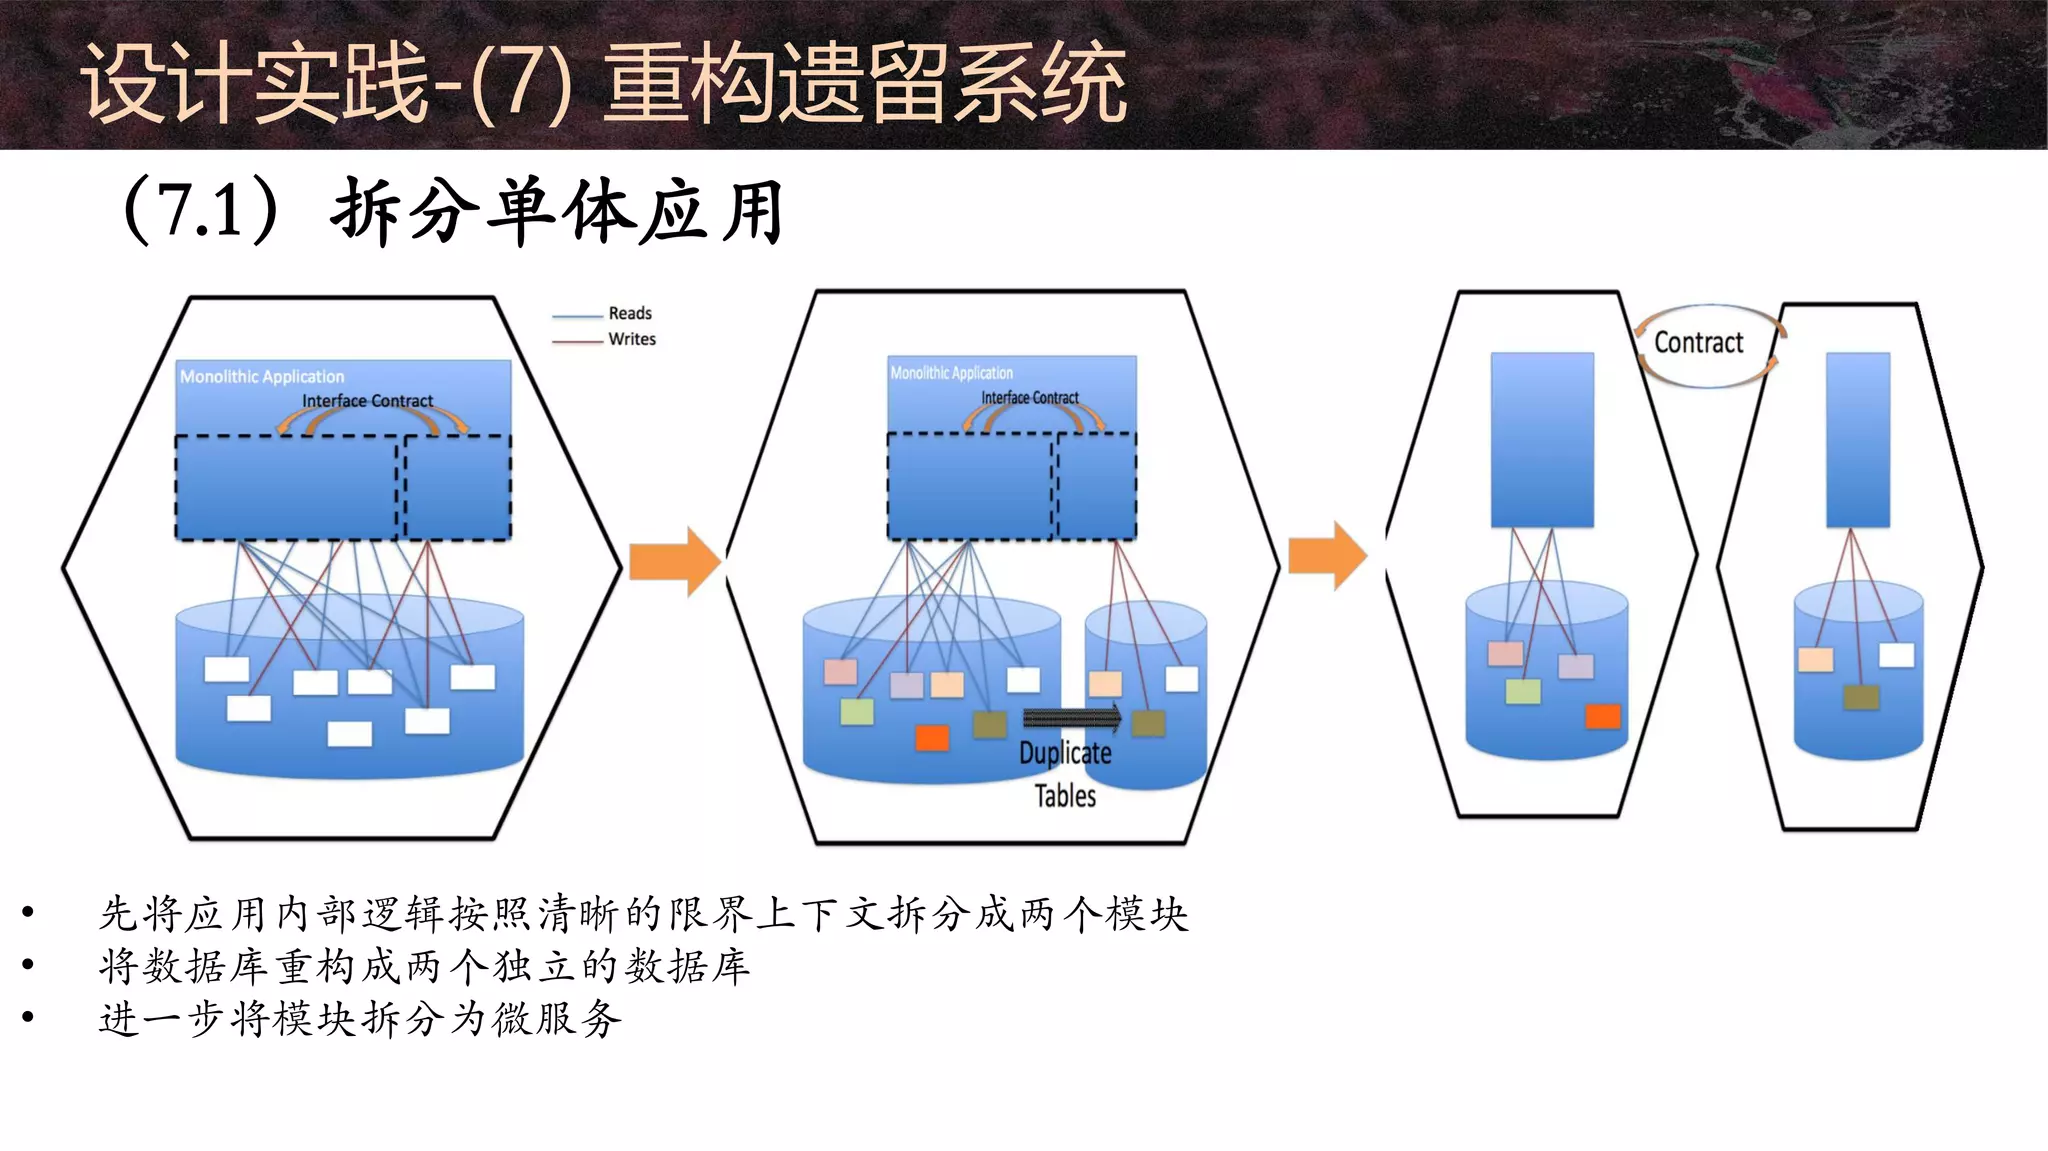 设计实践-(7) 重构遗留系统
（7.1）拆分单体应用
Reads
Writes
Monolithic Application
Interface Contract
Monolithic Application
Interface Contract
Duplicate
Tables
Contract
• 先将应用内部逻辑按照清晰的限界上下文拆分成两个模块
• 将数据库重构成两个独立的数据库
• 进一步将模块拆分为微服务